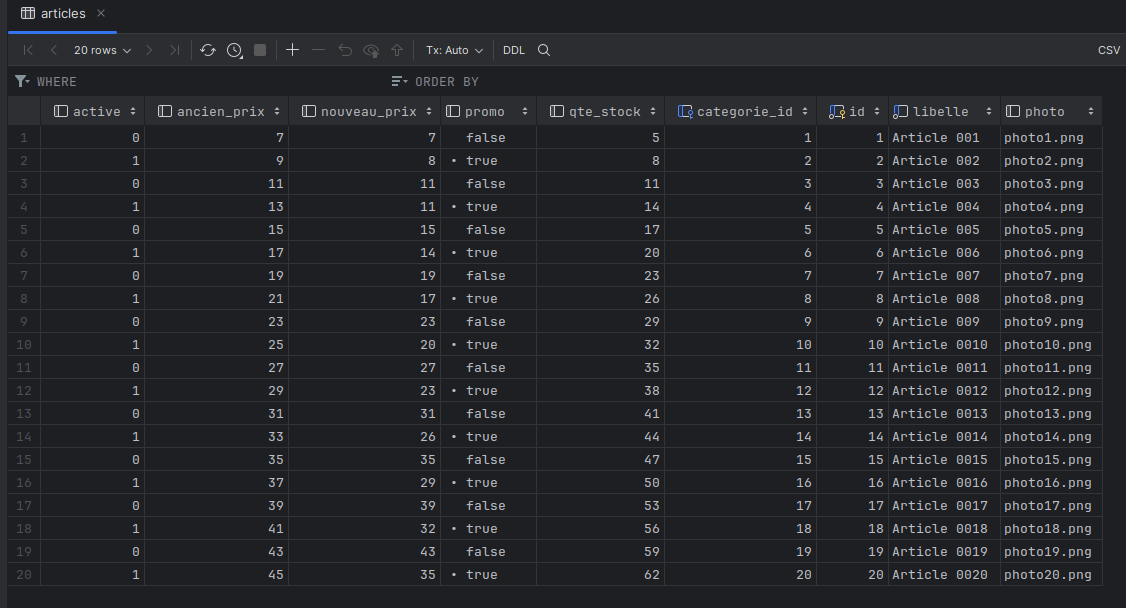 articles
20 rows Tx: Auto DDL CSV
WHERE ORDER BY
active ancien_prix nouveau_prix promo qte_stock categorie_id id libelle photo
1 0 7 7 false 5 1 1 Article 001 photo1.png
2 1 9 8 • true 8 2 2 Article 002 photo2.png
3 0 11 11 false 11 3 3 Article 003 photo3.png
4 1 13 11 • true 14 4 4 Article 004 photo4.png
5 0 15 15 false 17 5 5 Article 005 photo5.png
6 1 17 14 • true 20 6 6 Article 006 photo6.png
7 0 19 19 false 23 7 7 Article 007 photo7.png
8 1 21 17 • true 26 8 8 Article 008 photo8.png
9 0 23 23 false 29 9 9 Article 009 photo9.png
10 1 25 20 • true 32 10 10 Article 0010 photo10.png
11 0 27 27 false 35 11 11 Article 0011 photo11.png
12 1 29 23 • true 38 12 12 Article 0012 photo12.png
13 0 31 31 false 41 13 13 Article 0013 photo13.png
14 1 33 26 • true 44 14 14 Article 0014 photo14.png
15 0 35 35 false 47 15 15 Article 0015 photo15.png
16 1 37 29 • true 50 16 16 Article 0016 photo16.png
17 0 39 39 false 53 17 17 Article 0017 photo17.png
18 1 41 32 • true 56 18 18 Article 0018 photo18.png
19 0 43 43 false 59 19 19 Article 0019 photo19.png
20 1 45 35 • true 62 20 20 Article 0020 photo20.png